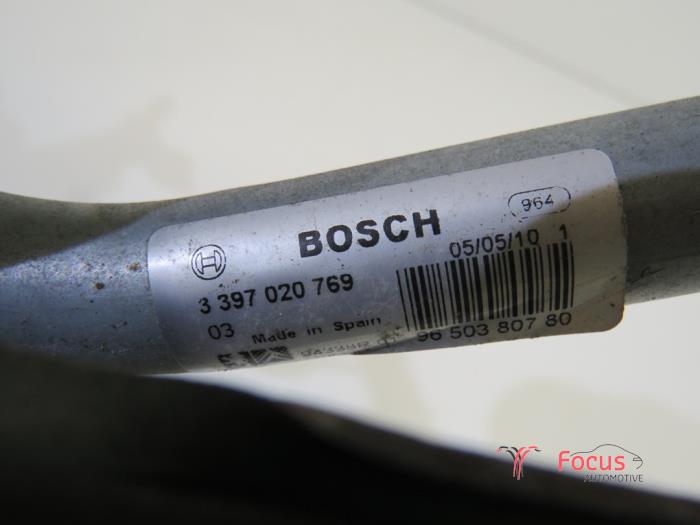 964
BOSCH
05/05/10 1
3 397 020 769
03 Made in Spain
96 503 807 80
Focus
AUTOMOTIVE